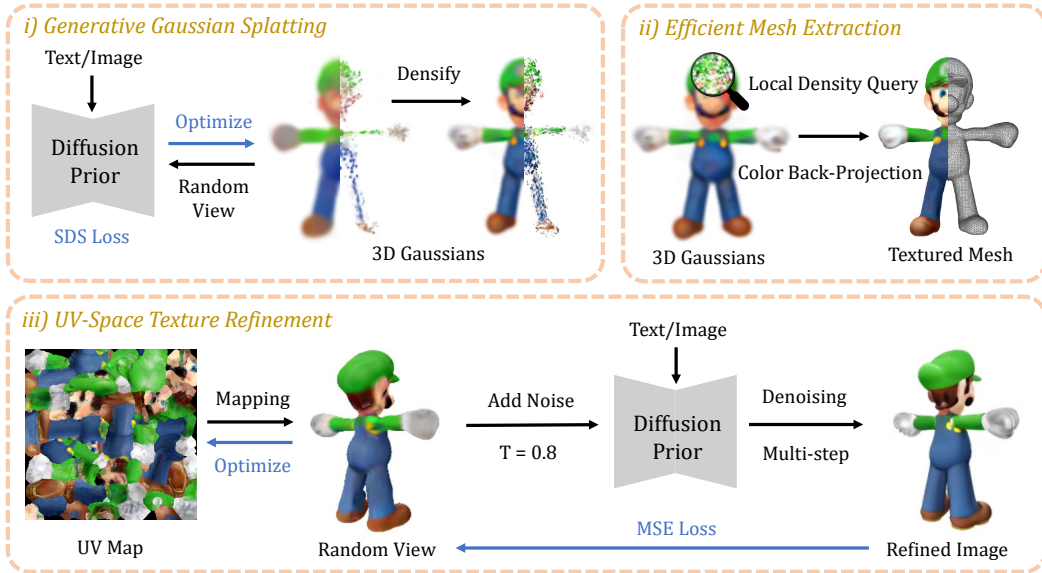 i) Generative Gaussian Splatting
Text/Image
Diffusion
Prior
SDS Loss
Optimize
Random
View
Densify
3D Gaussians
ii) Efficient Mesh Extraction
Local Density Query
Color Back-Projection
3D Gaussians
Textured Mesh
iii) UV-Space Texture Refinement
UV Map
Mapping
Optimize
Random View
Add Noise
T = 0.8
Text/Image
Diffusion
Prior
Denoising
Multi-step
MSE Loss
Refined Image